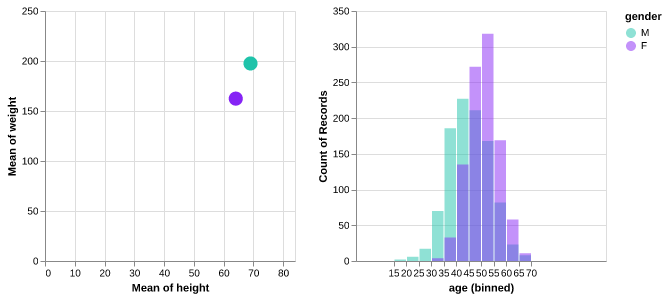 250
200
150
100
50
0
Mean of weight
0 10 20 30 40 50 60 70 80
Mean of height
350
300
250
200
150
100
50
0
Count of Records
15 20 25 30 35 40 45 50 55 60 65 70
age (binned)
gender
M
F